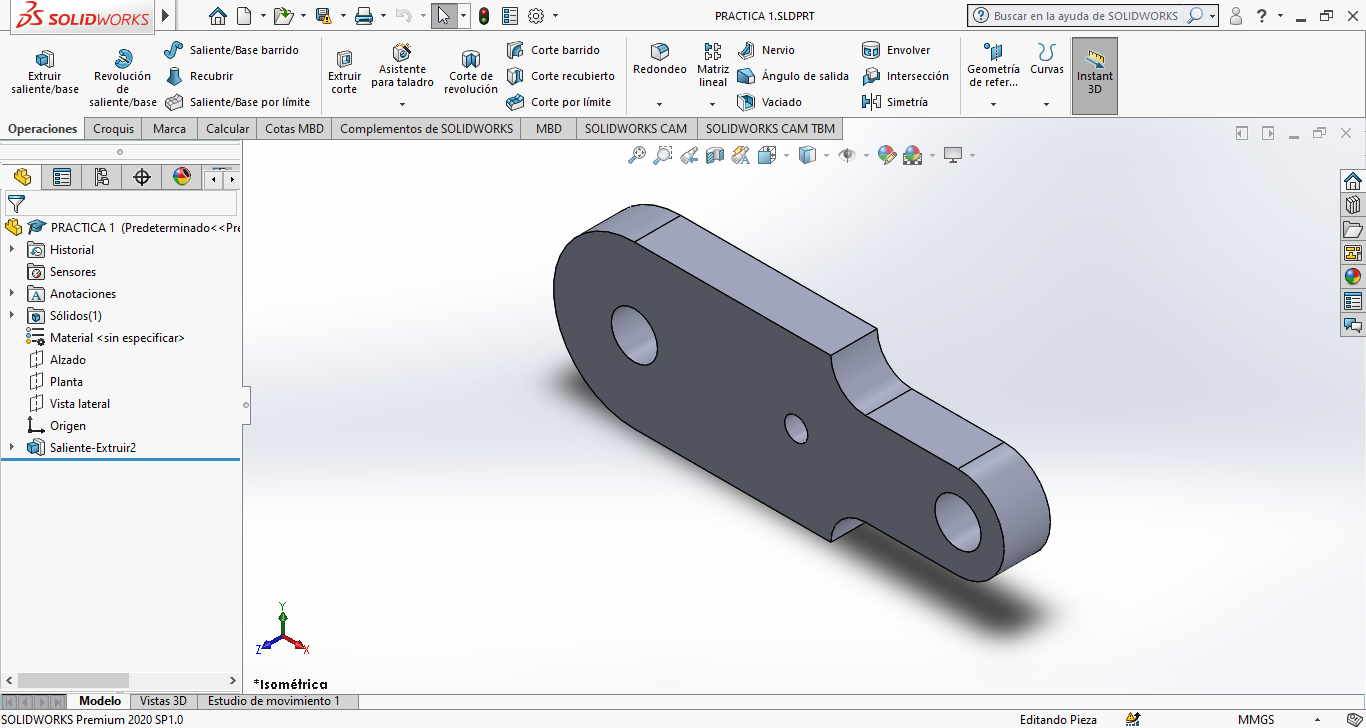 SOLIDWORKS
PRACTICA 1.SLDPRT
Buscar en la ayuda de SOLIDWORKS
?
Extruir saliente/base
Revolución de saliente/base
Saliente/Base barrido
Recubrir
Saliente/Base por límite
Extruir corte
Asistente para taladro
Corte de revolución
Corte barrido
Corte recubierto
Corte por límite
Redondeo
Matriz lineal
Nervio
Ángulo de salida
Vaciado
Envolver
Intersección
Simetría
Geometría de refer...
Curvas
Instant 3D
Operaciones
Croquis
Marca
Calcular
Cotas MBD
Complementos de SOLIDWORKS
MBD
SOLIDWORKS CAM
SOLIDWORKS CAM TBM
PRACTICA 1 (Predeterminado<<Pre
Historial
Sensores
Anotaciones
Sólidos(1)
Material <sin especificar>
Alzado
Planta
Vista lateral
Origen
Saliente-Extruir2
Y
Z
X
*Isométrica
Modelo
Vistas 3D
Estudio de movimiento 1
SOLIDWORKS Premium 2020 SP1.0
Editando Pieza
MMGS